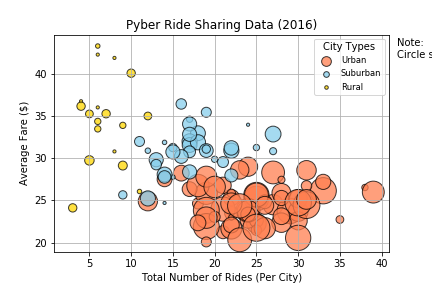 Pyber Ride Sharing Data (2016)
Note:
Circle s
City Types
Urban
Suburban
Rural
Average Fare ($)
40
35
30
25
20
5
10
15
20
25
30
35
40
Total Number of Rides (Per City)